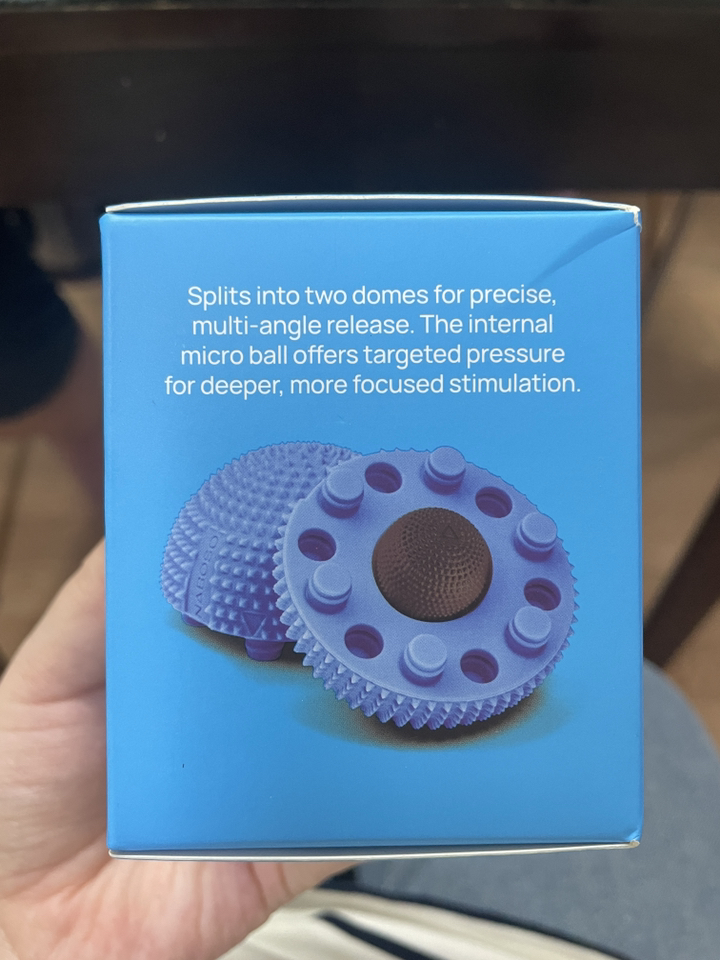 Splits into two domes for precise,
multi-angle release. The internal
micro ball offers targeted pressure
for deeper, more focused stimulation.
NABOSO